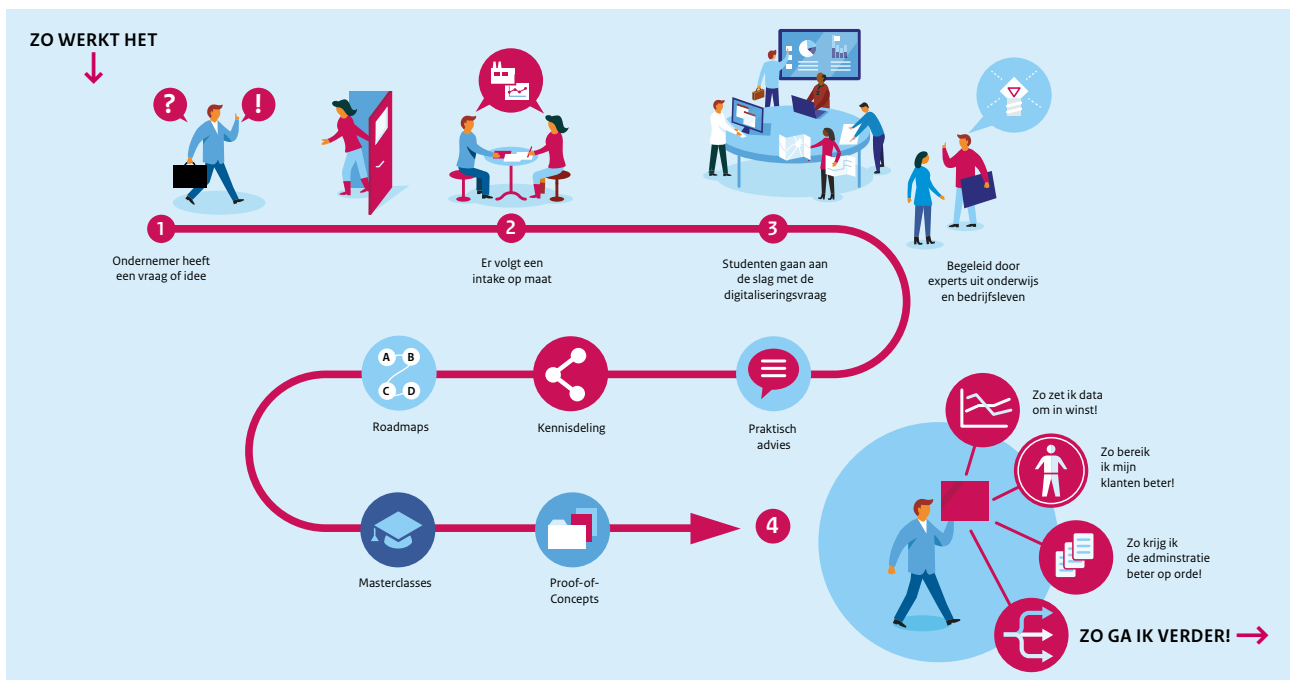 ZO WERKT HET
?
!
1
2
3
Ondernemer heeft
een vraag of idee
Er volgt een
intake op maat
Studenten gaan aan
de slag met de
digitaliseringsvraag
Begeleid door
experts uit onderwijs
en bedrijfsleven
A B
C D
Roadmaps
Kennisdeling
Praktisch
advies
Masterclasses
Proof-of-
Concepts
4
Zo zet ik data
om in winst!
Zo bereik
ik mijn
klanten beter!
Zo krijg ik
de adminstratie
beter op orde!
ZO GA IK VERDER!